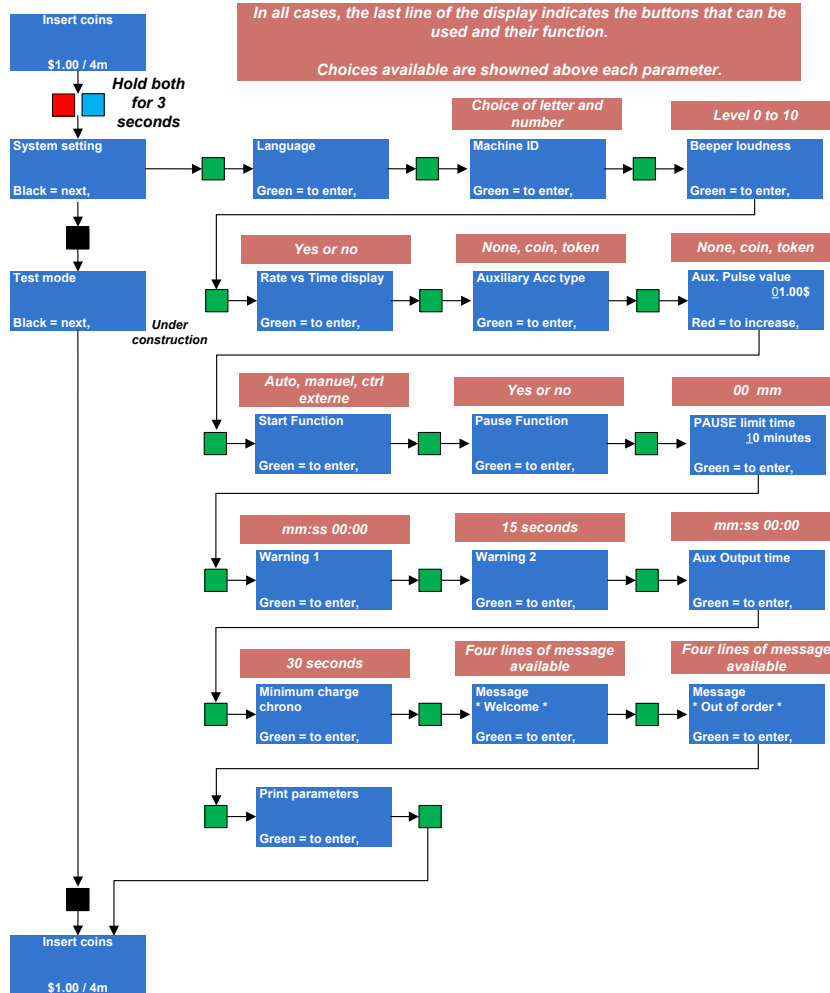 In all cases, the last line of the display indicates the buttons that can be
used and their function.
Choices available are showned above each parameter.
Insert coins
$1.00 / 4m
Hold both
for 3
seconds
Choice of letter and
number
Level 0 to 10
System setting
Black = next,
Language
Green = to enter,
Machine ID
Green = to enter,
Beeper loudness
Green = to enter,
Yes or no
None, coin, token
None, coin, token
Test mode
Black = next,
Under
construction
Rate vs Time display
Green = to enter,
Auxiliary Acc type
Green = to enter,
Aux. Pulse value
01.00$
Red = to increase,
Auto, manuel, ctrl
externe
Yes or no
00 mm
Start Function
Green = to enter,
Pause Function
Green = to enter,
PAUSE limit time
10 minutes
Green = to enter,
mm:ss 00:00
15 seconds
mm:ss 00:00
Warning 1
Green = to enter,
Warning 2
Green = to enter,
Aux Output time
Green = to enter,
30 seconds
Four lines of message
available
Four lines of message
available
Minimum charge
chrono
Green = to enter,
Message
* Welcome *
Green = to enter,
Message
* Out of order *
Green = to enter,
Print parameters
Green = to enter,
Insert coins
$1.00 / 4m